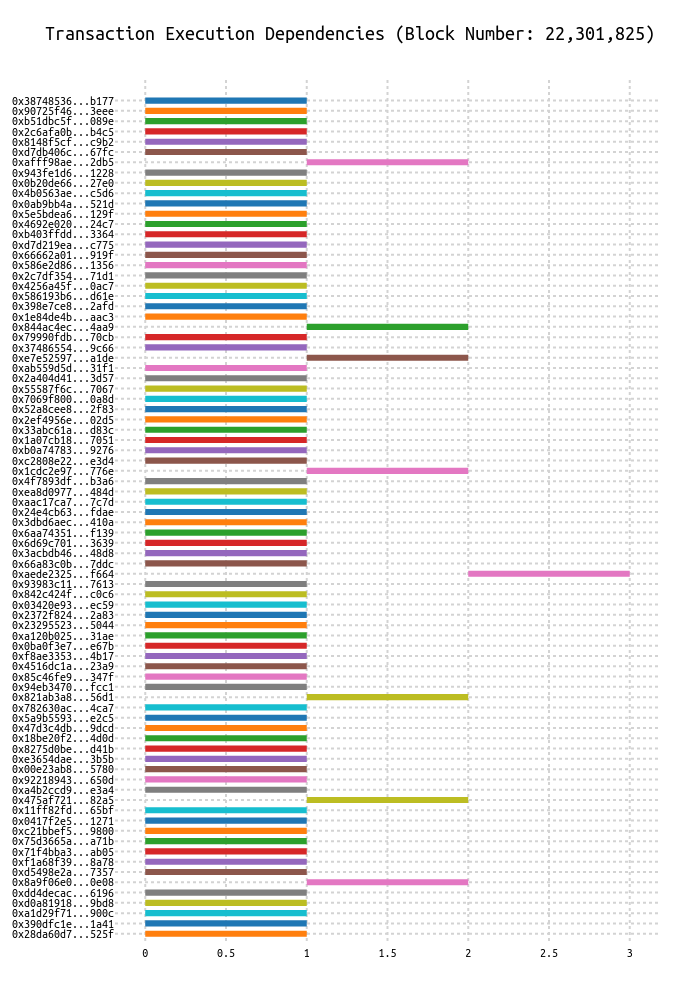 Transaction Execution Dependencies (Block Number: 22,301,825)
0x38748536...b177
0x90725f46...3eee
0xb51dbc5f...089e
0x2c6afa0b...b4c5
0x8148f5cf...c9b2
0xd7db406c...67fc
0xafff98ae...2db5
0x943fe1d6...1228
0x0b20de66...27e0
0x4b0563ae...c5d6
0x0ab9bb4a...521d
0x5e5bdea6...129f
0x4692e020...24c7
0xb403ffdd...3364
0xd7d219ea...c775
0x66662a01...919f
0x586e2d86...1356
0x2c7df354...71d1
0x4256a45f...0ac7
0x586193b6...d61e
0x398e7ce8...2afd
0x1e84de4b...aac3
0x844ac4ec...4aa9
0x79990fdb...70cb
0x37486554...9c66
0xe7e52597...a1de
0xab559d5d...31f1
0x2a404d41...3d57
0x55587f6c...7067
0x7069f800...0a8d
0x52a8cee8...2f83
0x2ef4956e...02d5
0x33abc61a...d83c
0x1a07cb18...7051
0xb0a74783...9276
0xc2808e22...e3d4
0x1cdc2e97...776e
0x4f7893df...b3a6
0xea8d0977...484d
0xaac17ca7...7c7d
0x24e4cb63...fdae
0x3dbd6aec...410a
0x6aa74351...f139
0x6d69c701...3639
0x3acbdb46...48d8
0x66a83c0b...7ddc
0xaede2325...f664
0x93983c11...7613
0x842c424f...c0c6
0x03420e93...ec59
0x2372f824...2a83
0x23295523...5044
0xa120b025...31ae
0x0ba0f3e7...e67b
0xf8ae3353...4b17
0x4516dc1a...23a9
0x85c46fe9...347f
0x94eb3470...fcc1
0x821ab3a8...56d1
0x782630ac...4ca7
0x5a9b5593...e2c5
0x47d3c4db...9dcd
0x18be20f2...4d0d
0x8275d0be...d41b
0xe3654dae...3b5b
0x00e23ab8...5780
0x92218943...650d
0xa4b2ccd9...e3a4
0x475af721...82a5
0x11ff82fd...65bf
0x0417f2e5...1271
0xc21bbef5...9800
0x75d3665a...a71b
0x71f4bba3...ab05
0xf1a68f39...8a78
0xd5498e2a...7357
0x8a9f06e0...0e08
0xdd4decac...6196
0xd0a81918...9bd8
0xa1d29f71...900c
0x390dfc1e...1a41
0x28da60d7...525f
0 0.5 1 1.5 2 2.5 3